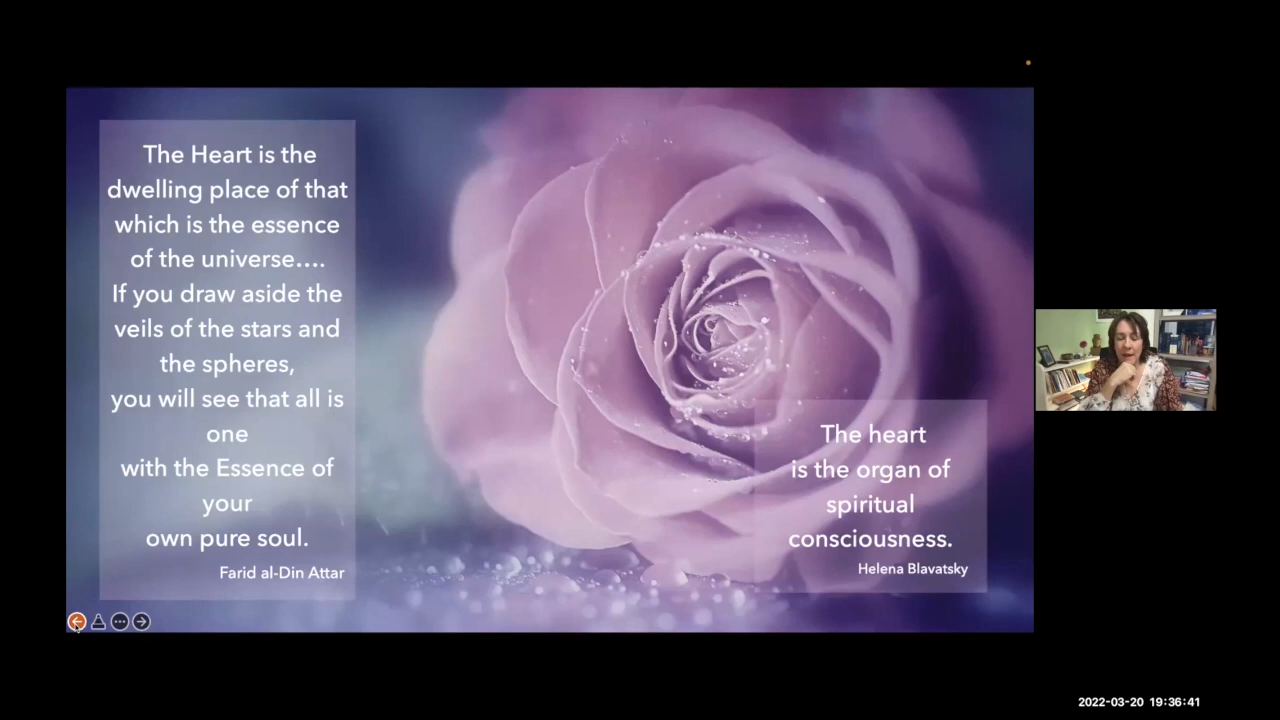 The Heart is the
dwelling place of that
which is the essence
of the universe....
If you draw aside the
veils of the stars and
the spheres,
you will see that all is
one
with the Essence of
your
own pure soul.
Farid al-Din Attar
The heart
is the organ of
spiritual
consciousness.
Helena Blavatsky
2022-03-20 19:36:41